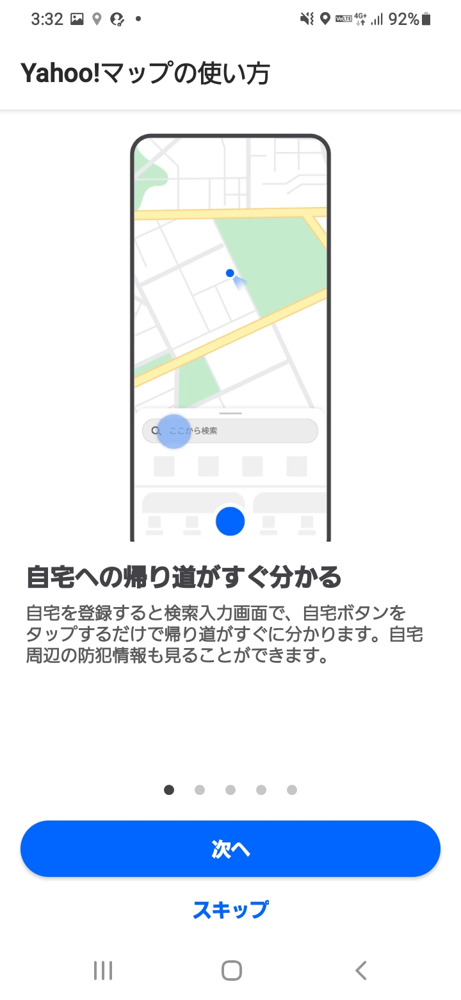 3:32
VoLTE 4G+ 92%
Yahoo!マップの使い方
ここから検索
自宅への帰り道がすぐ分かる
自宅を登録すると検索入力画面で、自宅ボタンを
タップするだけで帰り道がすぐに分かります。自宅
周辺の防犯情報も見ることができます。
次へ
スキップ